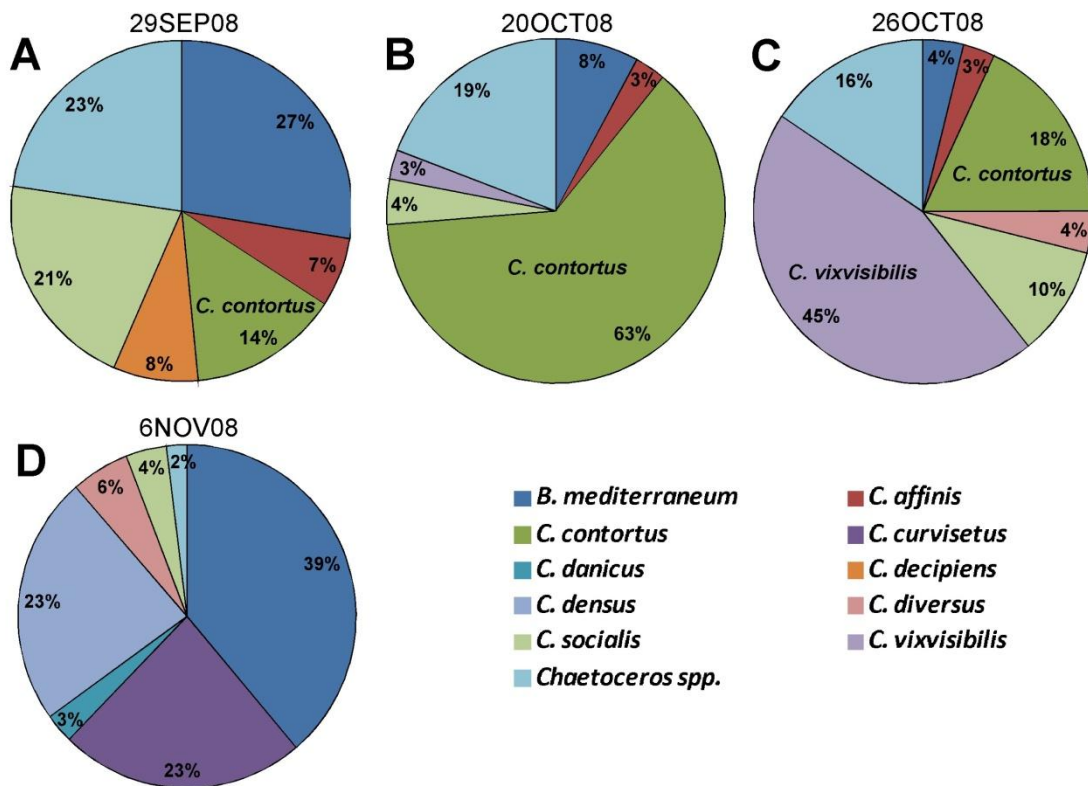 29SEP08
A
27%
7%
C. contortus
14%
8%
21%
23%
20OCT08
B
8%
3%
C. contortus
63%
4%
3%
19%
26OCT08
C
4%
3%
18%
C. contortus
4%
10%
C. vixvisibilis
45%
16%
6NOV08
D
39%
23%
3%
23%
6%
4%
2%
B. mediterraneum
C. contortus
C. danicus
C. densus
C. socialis
Chaetoceros spp.
C. affinis
C. curvisetus
C. decipiens
C. diversus
C. vixvisibilis